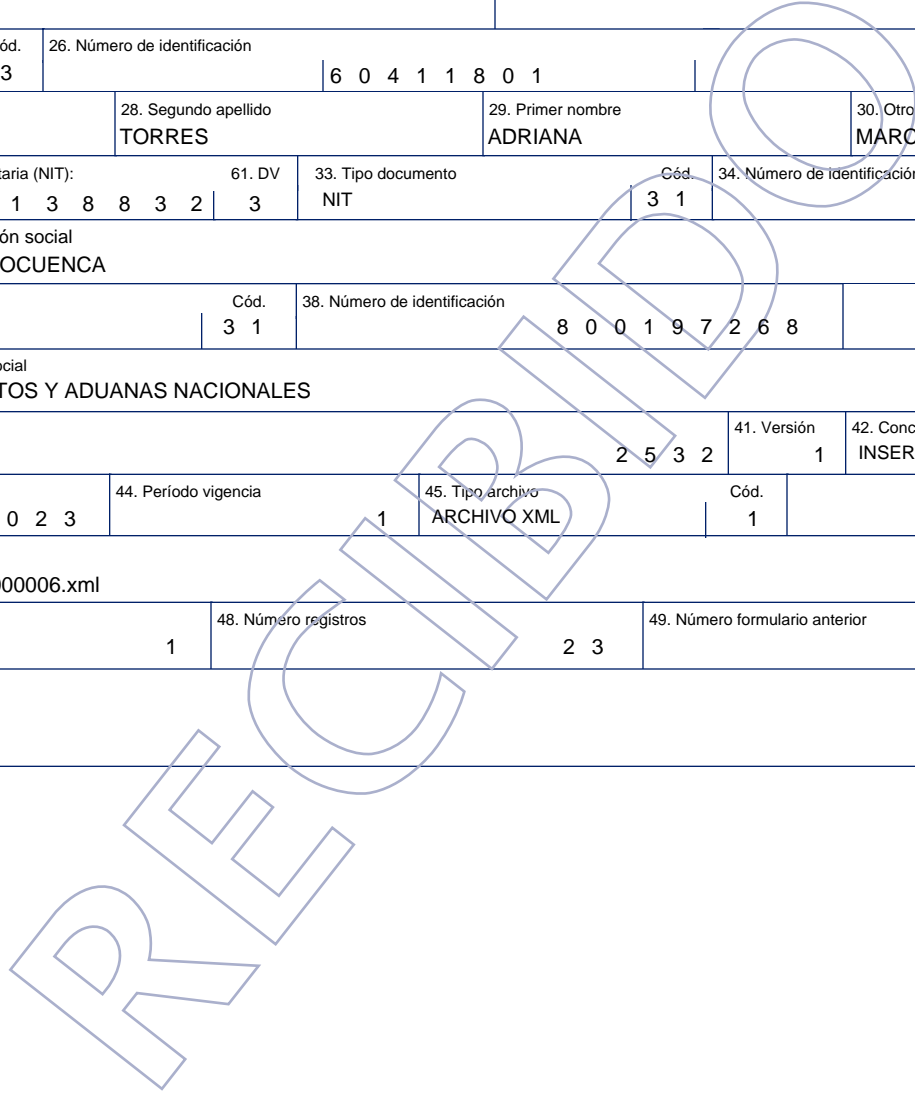 ód. 26. Número de identificación
3 6 0 4 1 1 8 0 1
28. Segundo apellido 29. Primer nombre 30. Otro
TORRES ADRIANA MARC
taria (NIT): 61. DV 33. Tipo documento Cód. 34. Número de identificación
1 3 8 8 3 2 3 NIT 3 1
ón social
OCUENCA
Cód. 38. Número de identificación
3 1 8 0 0 1 9 7 2 6 8
ocial
TOS Y ADUANAS NACIONALES
41. Versión 42. Conc
2 5 3 2 1 INSER
44. Período vigencia 45. Tipo archivo Cód.
0 2 3 1 ARCHIVO XML 1
000006.xml
48. Número registros 49. Número formulario anterior
1 2 3
RECIBIDO